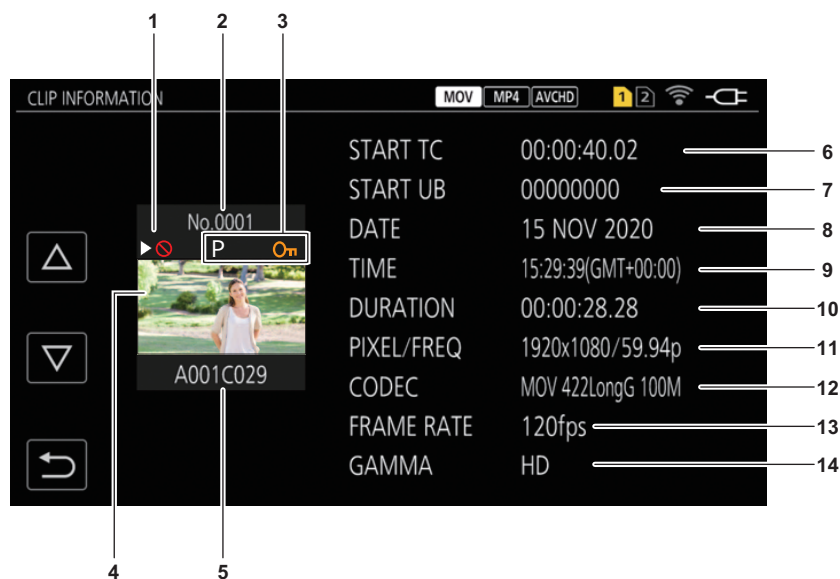 1 2 3
CLIP INFORMATION MOV MP4 AVCHD 1 2
START TC 00:00:40.02 6
START UB 00000000 7
No.0001
DATE 15 NOV 2020 8
P
TIME 15:29:39(GMT+00:00) 9
DURATION 00:00:28.28 10
PIXEL/FREQ 1920x1080/59.94p 11
A001C029
CODEC MOV 422LongG 100M 12
FRAME RATE 120fps 13
GAMMA HD 14
4 5